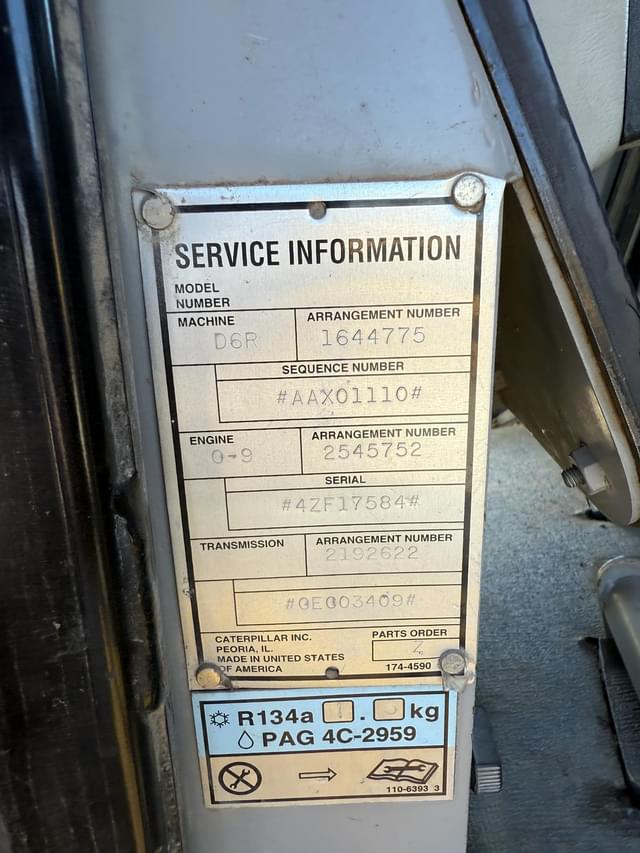 SERVICE INFORMATION
MODEL
NUMBER
MACHINE ARRANGEMENT NUMBER
D6R 1644775
SEQUENCE NUMBER
#AAX01110#
ENGINE ARRANGEMENT NUMBER
0-9 2545752
SERIAL
#4ZF17584#
TRANSMISSION ARRANGEMENT NUMBER
2192622
CATERPILLAR INC. PARTS ORDER
PEORIA, IL.
MADE IN UNITED STATES
OF AMERICA 174-4590
R134a kg
PAG 4C-2959
110-6393 3